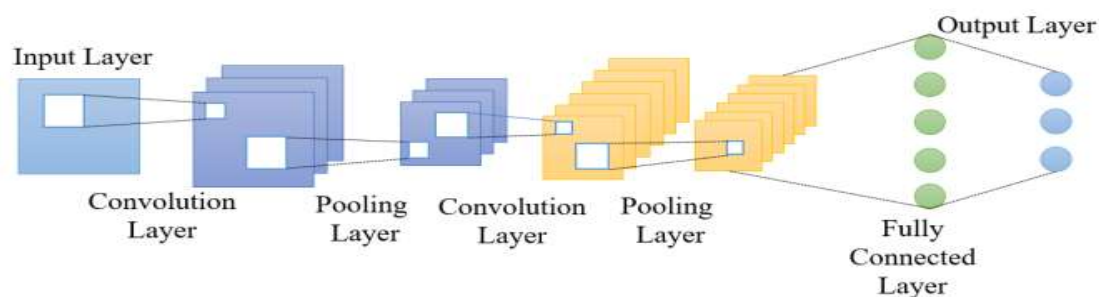 Input Layer
Output Layer
Convolution
Layer
Pooling
Layer
Convolution
Layer
Pooling
Layer
Fully
Connected
Layer